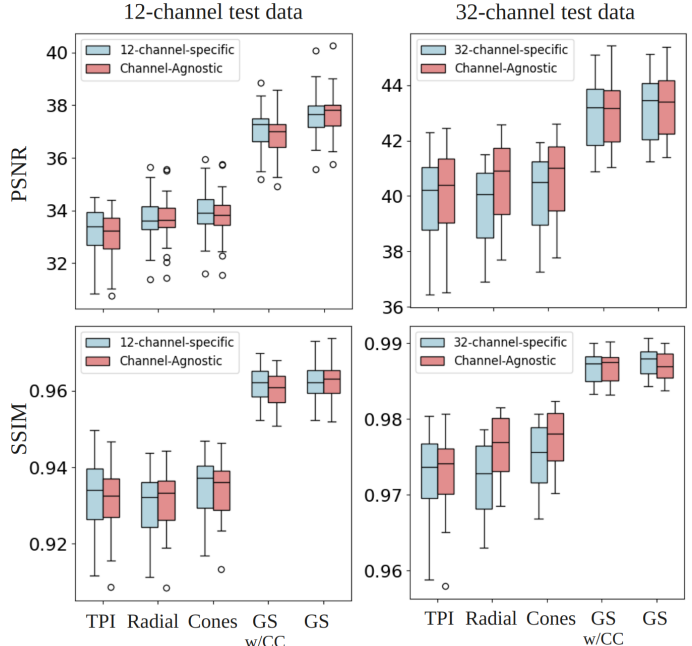 12-channel test data
32-channel test data
PSNR
40
38
36
34
32
12-channel-specific
Channel-Agnostic
44
42
40
38
36
32-channel-specific
Channel-Agnostic
SSIM
0.96
0.94
0.92
12-channel-specific
Channel-Agnostic
0.99
0.98
0.97
0.96
32-channel-specific
Channel-Agnostic
TPI Radial Cones GS GS
w/CC
TPI Radial Cones GS GS
w/CC